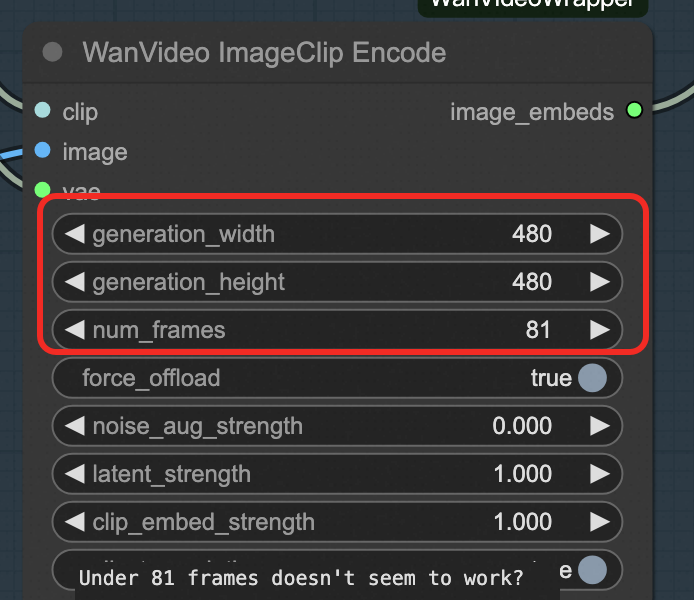 WanVideoWrapper
WanVideo ImageClip Encode
clip
image_embeds
image
vae
generation_width 480
generation_height 480
num_frames 81
force_offload true
noise_aug_strength 0.000
latent_strength 1.000
clip_embed_strength 1.000
Under 81 frames doesn't seem to work?